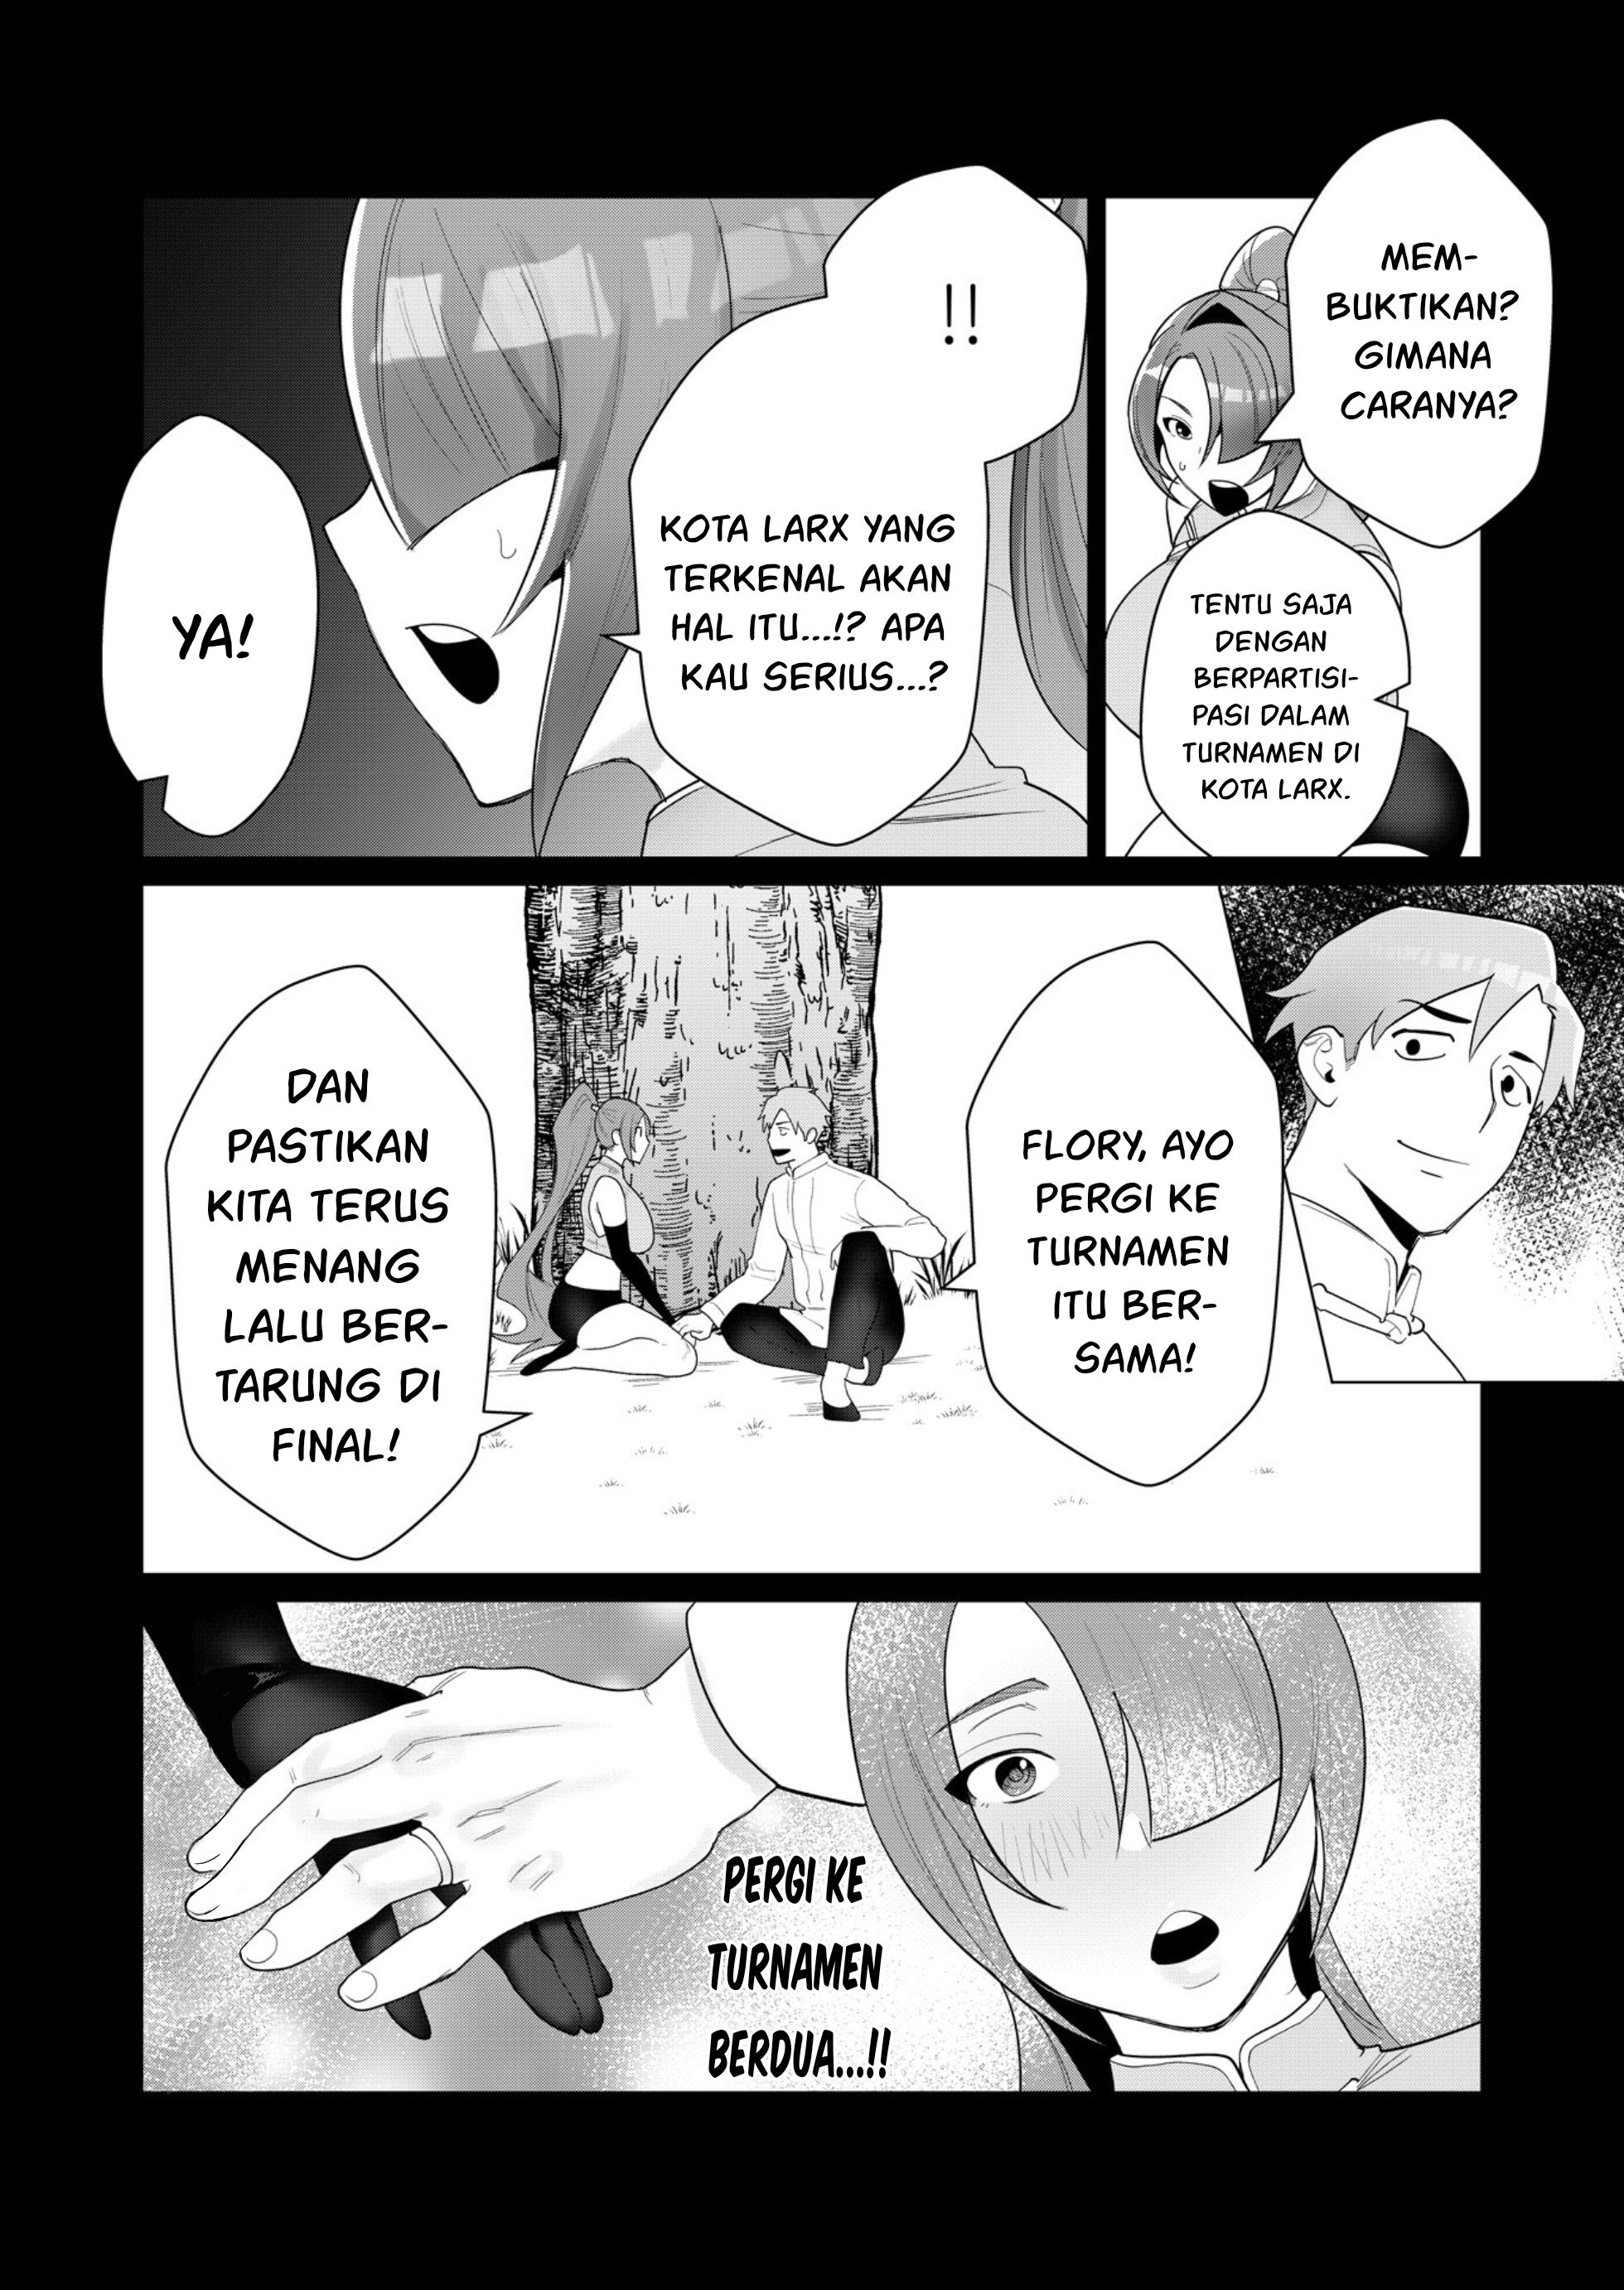 MEM-
BUKTIKAN?
GIMANA
CARANYA?
TENTU SAJA
DENGAN
BERPARTISI-
PASI DALAM
TURNAMEN DI
KOTA LARX.
!!
KOTA LARX YANG
TERKENAL AKAN
HAL ITU...!? APA
KAU SERIUS...?
YA!
FLORY, AYO
PERGI KE
TURNAMEN
ITU BER-
SAMA!
DAN
PASTIKAN
KITA TERUS
MENANG
LALU BER-
TARUNG DI
FINAL!
PERGI KE
TURNAMEN
BERDUA...!!